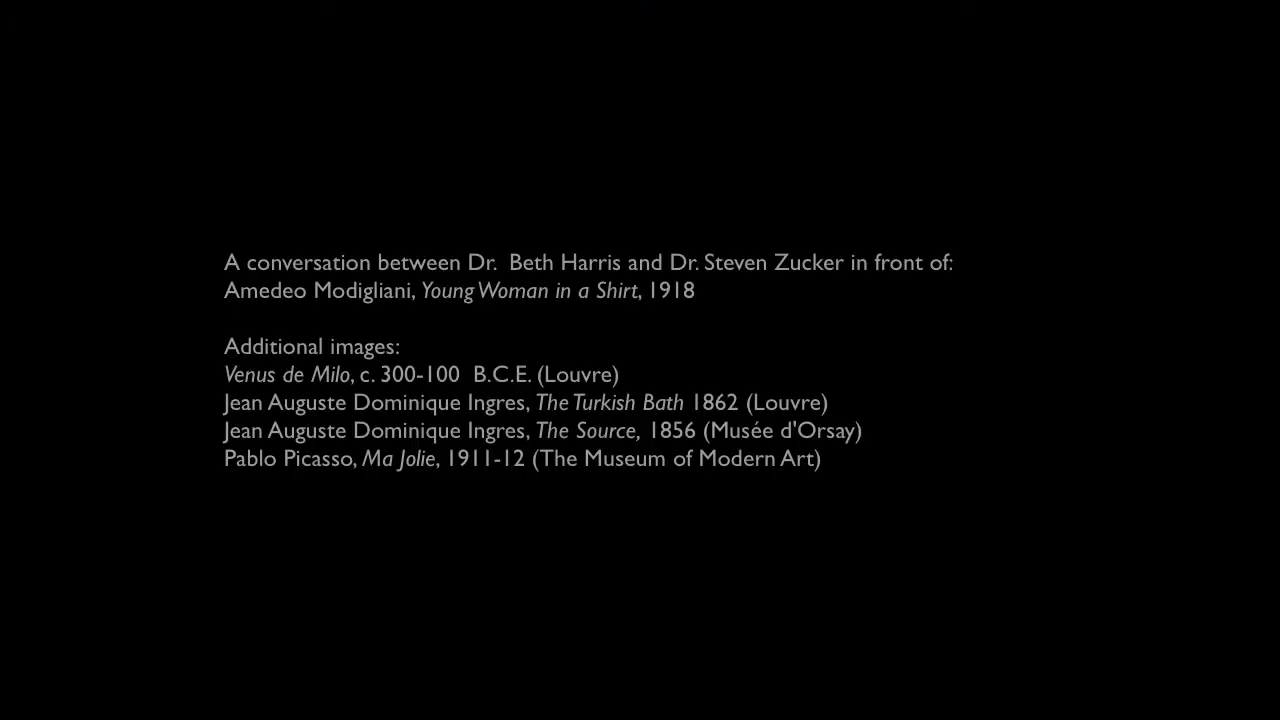 A conversation between Dr. Beth Harris and Dr. Steven Zucker in front of:
Amedeo Modigliani, Young Woman in a Shirt, 1918
Additional images:
Venus de Milo, c. 300-100 B.C.E. (Louvre)
Jean Auguste Dominique Ingres, The Turkish Bath 1862 (Louvre)
Jean Auguste Dominique Ingres, The Source, 1856 (Musée d'Orsay)
Pablo Picasso, Ma Jolie, 1911-12 (The Museum of Modern Art)